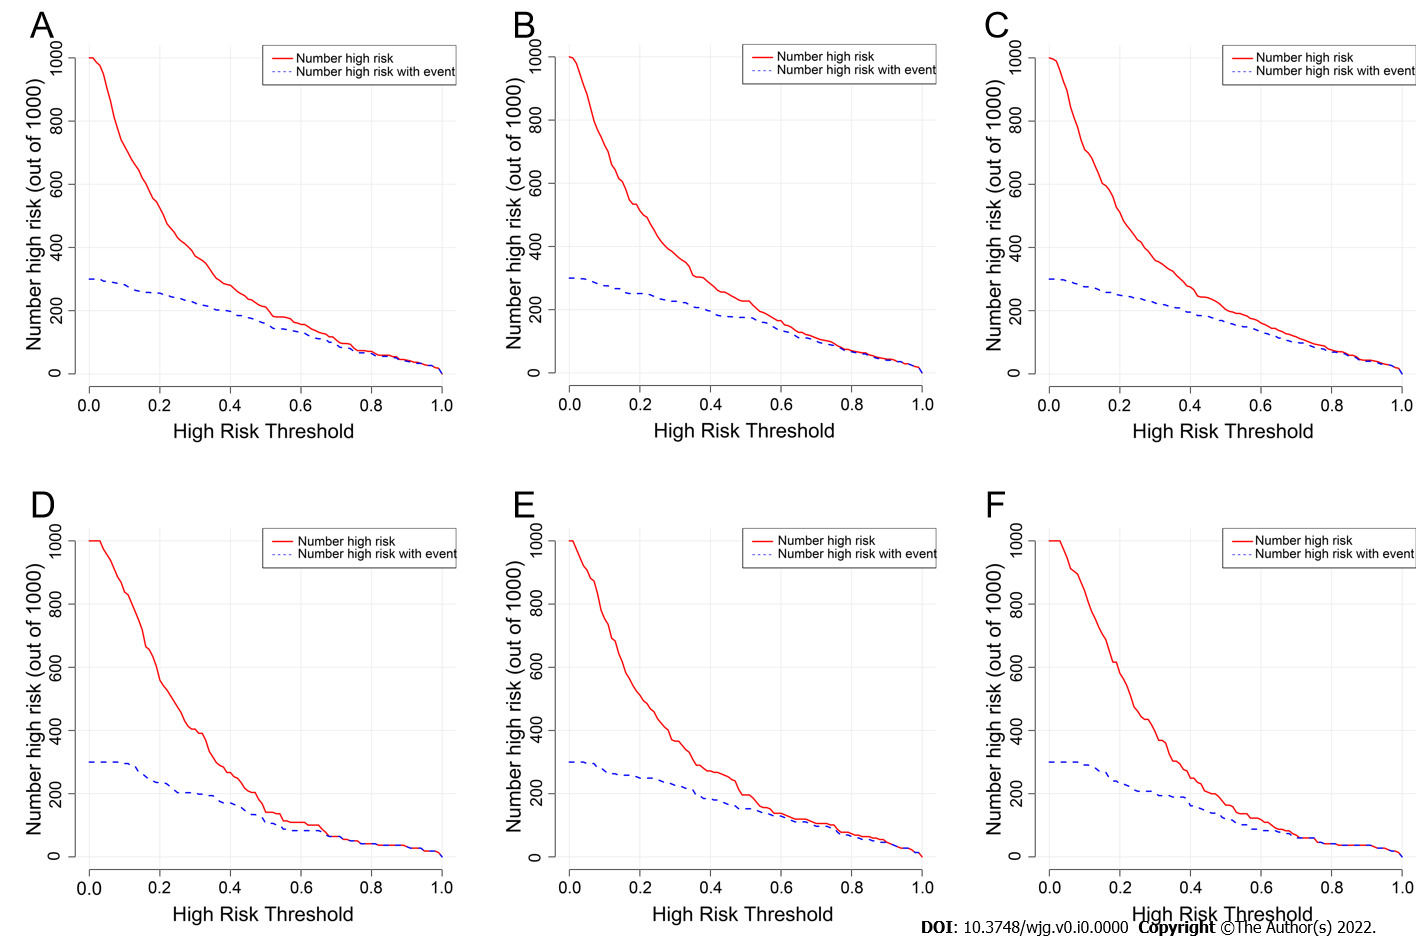 A
Number high risk (out of 1000)
1000
800
600
400
200
0
Number high risk
Number high risk with event
0.0 0.2 0.4 0.6 0.8 1.0
High Risk Threshold
B
Number high risk (out of 1000)
1000
800
600
400
200
0
Number high risk
Number high risk with event
0.0 0.2 0.4 0.6 0.8 1.0
High Risk Threshold
C
Number high risk (out of 1000)
1000
800
600
400
200
0
Number high risk
Number high risk with event
0.0 0.2 0.4 0.6 0.8 1.0
High Risk Threshold
D
Number high risk (out of 1000)
1000
800
600
400
200
0
Number high risk
Number high risk with event
0.0 0.2 0.4 0.6 0.8 1.0
High Risk Threshold
E
Number high risk (out of 1000)
1000
800
600
400
200
0
Number high risk
Number high risk with event
0.0 0.2 0.4 0.6 0.8 1.0
High Risk Threshold
F
Number high risk (out of 1000)
1000
800
600
400
200
0
Number high risk
Number high risk with event
0.0 0.2 0.4 0.6 0.8 1.0
High Risk Threshold
DOI: 10.3748/wjg.v0.i0.0000 Copyright ©The Author(s) 2022.